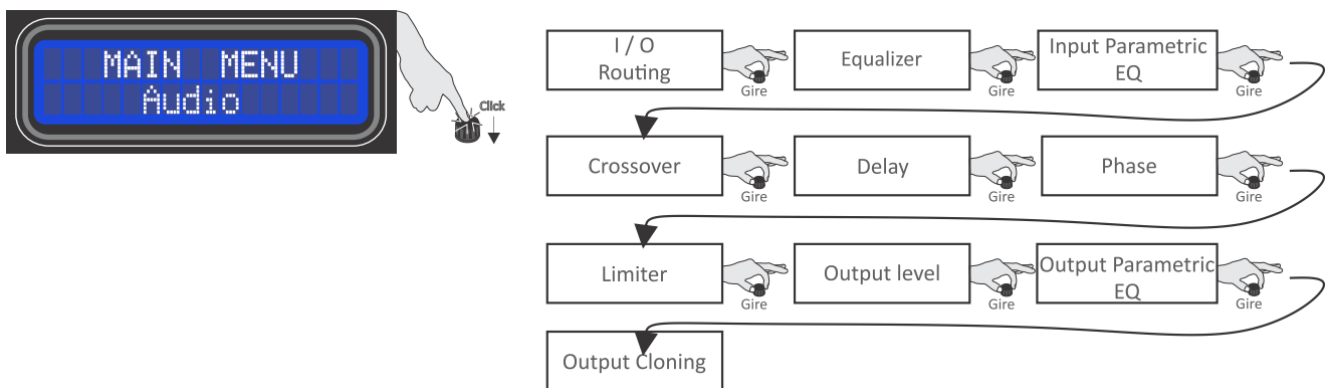 MAIN MENU
Audio
Click
I / O
Routing
Gire
Equalizer
Gire
Input Parametric
EQ
Gire
Crossover
Gire
Delay
Gire
Phase
Gire
Limiter
Gire
Output level
Gire
Output Parametric
EQ
Gire
Output Cloning